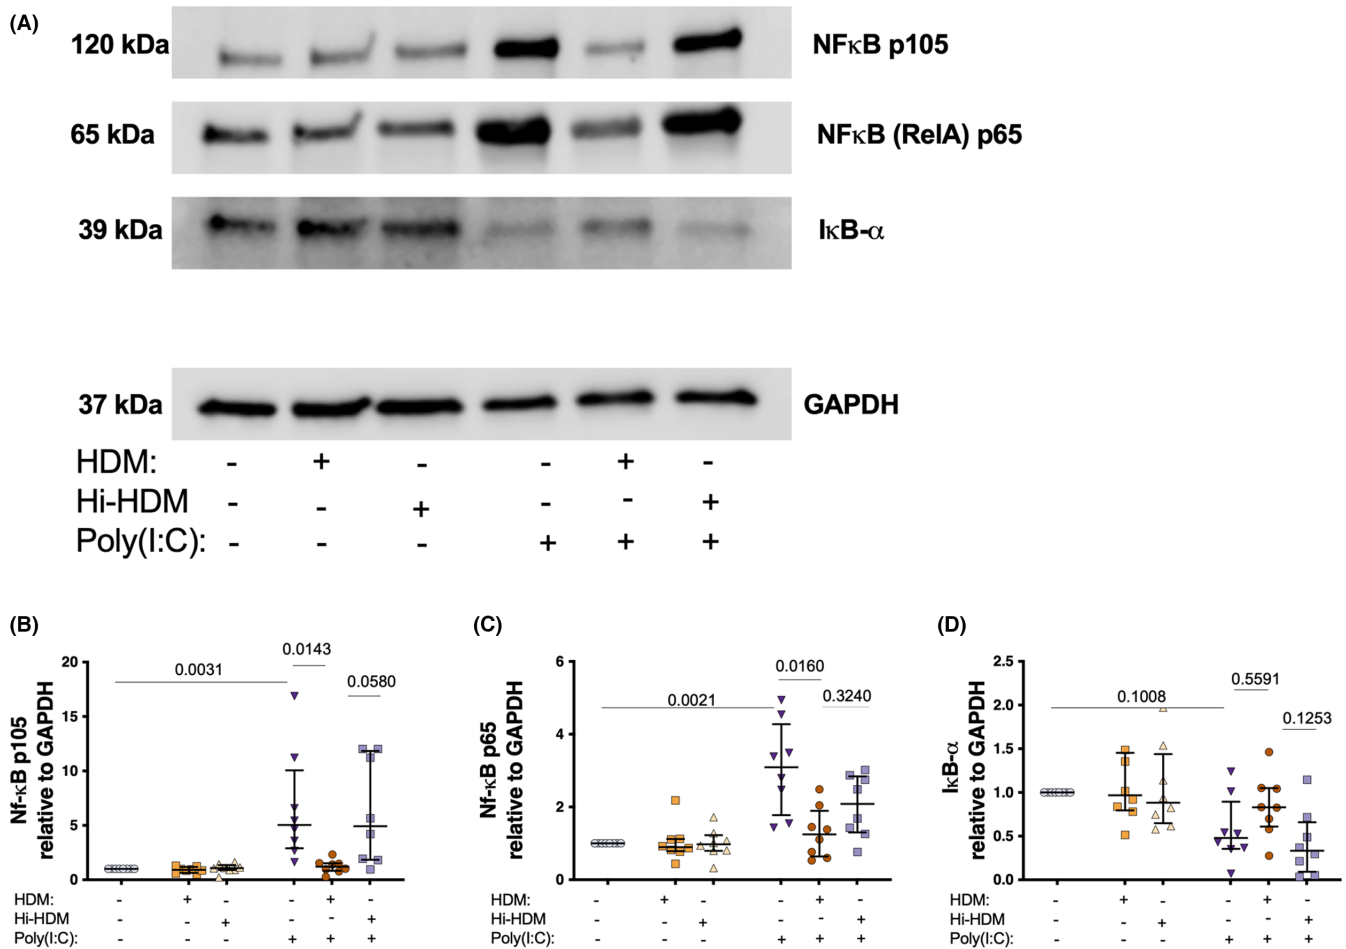 (A)
120 kDa NFκB p105
65 kDa NFκB (RelA) p65
39 kDa IκB-α
37 kDa GAPDH
HDM: - + - - + -
Hi-HDM - - + - - +
Poly(I:C): - - - + + +
(B)
Nf-κB p105
relative to GAPDH
20
15
10
5
0
0.0031
0.0143
0.0580
HDM: - + - - + -
Hi-HDM - - + - - +
Poly(I:C): - - - + + +
(C)
Nf-κB p65
relative to GAPDH
6
4
2
0
0.0021
0.0160
0.3240
HDM: - + - - + -
Hi-HDM - - + - - +
Poly(I:C): - - - + + +
(D)
IκB-α
relative to GAPDH
2.5
2.0
1.5
1.0
0.5
0.0
0.1008
0.5591
0.1253
HDM: - + - - + -
Hi-HDM - - + - - +
Poly(I:C): - - - + + +